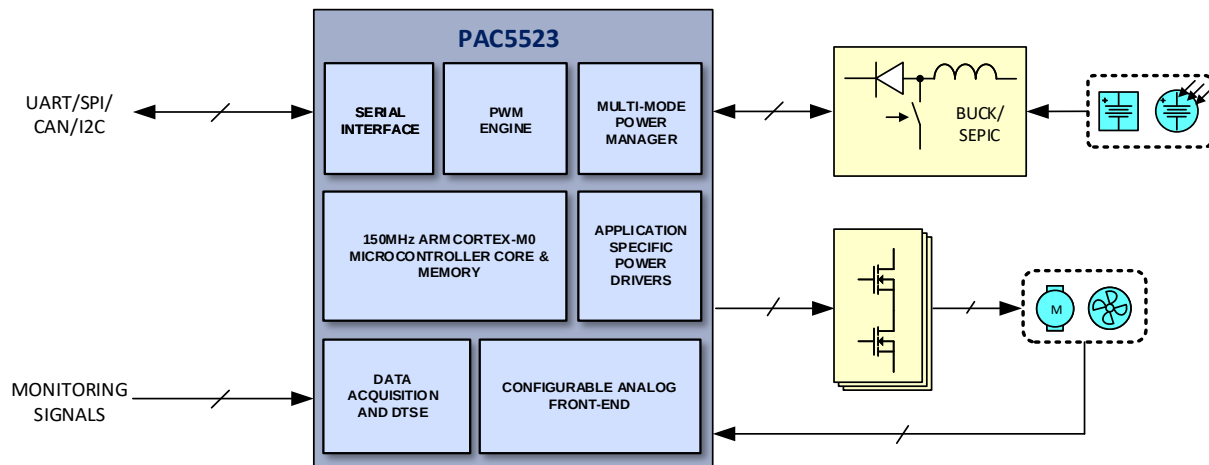 PAC5523
UART/SPI/
CAN/I2C
SERIAL
INTERFACE
PWM
ENGINE
MULTI-MODE
POWER
MANAGER
BUCK/
SEPIC
+
+
150MHz ARM CORTEX-M0
MICROCONTROLLER CORE &
MEMORY
APPLICATION
SPECIFIC
POWER
DRIVERS
M
MONITORING
SIGNALS
DATA
ACQUISITION
AND DTSE
CONFIGURABLE ANALOG
FRONT-END